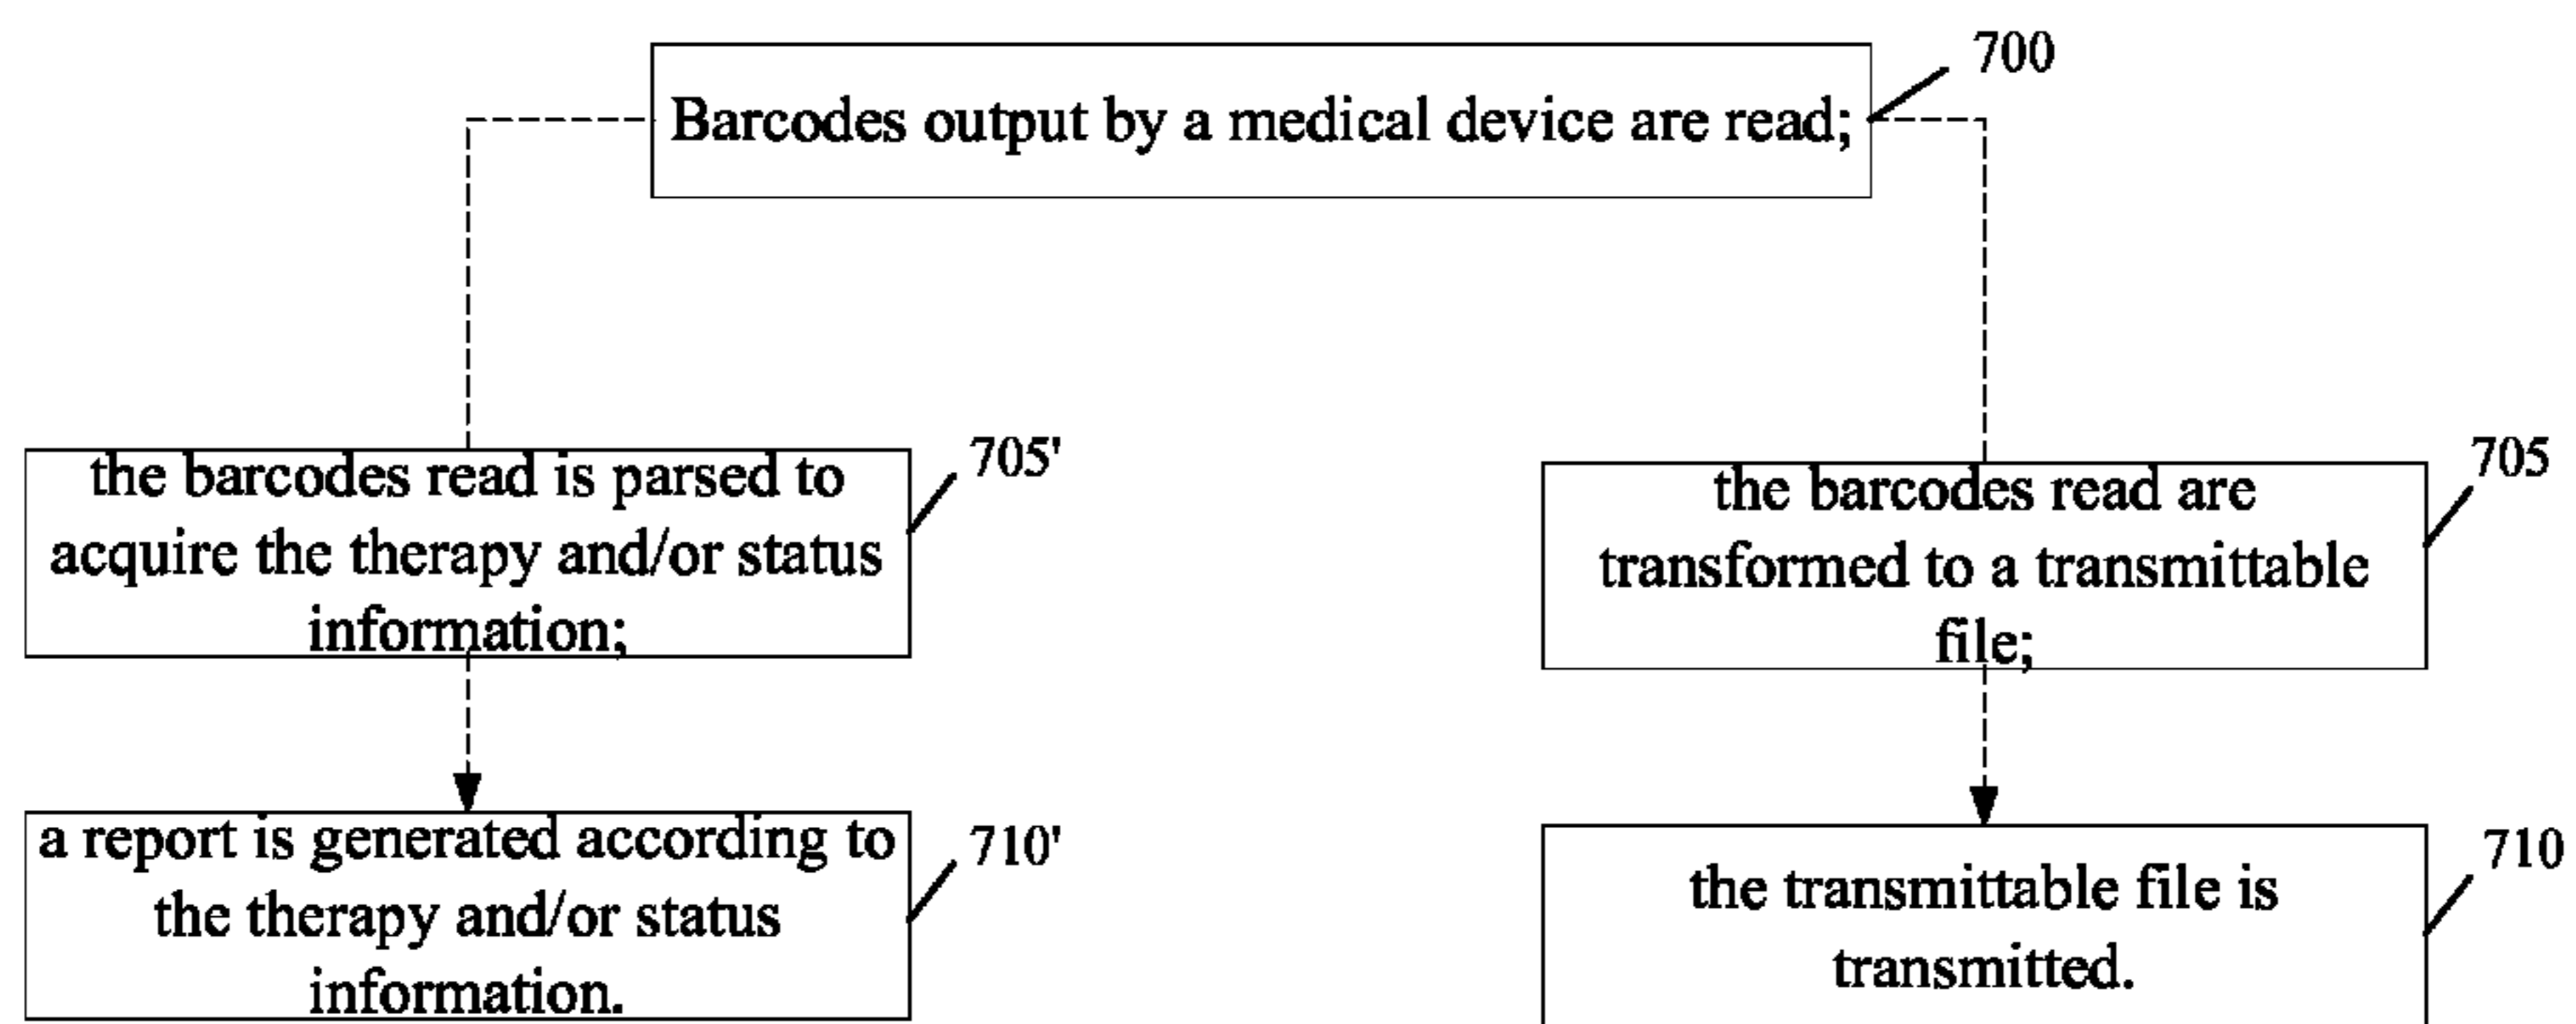 700
Barcodes output by a medical device are read;
705'
the barcodes read is parsed to
acquire the therapy and/or status
information;
705
the barcodes read are
transformed to a transmittable
file;
710'
a report is generated according to
the therapy and/or status
information.
710
the transmittable file is
transmitted.